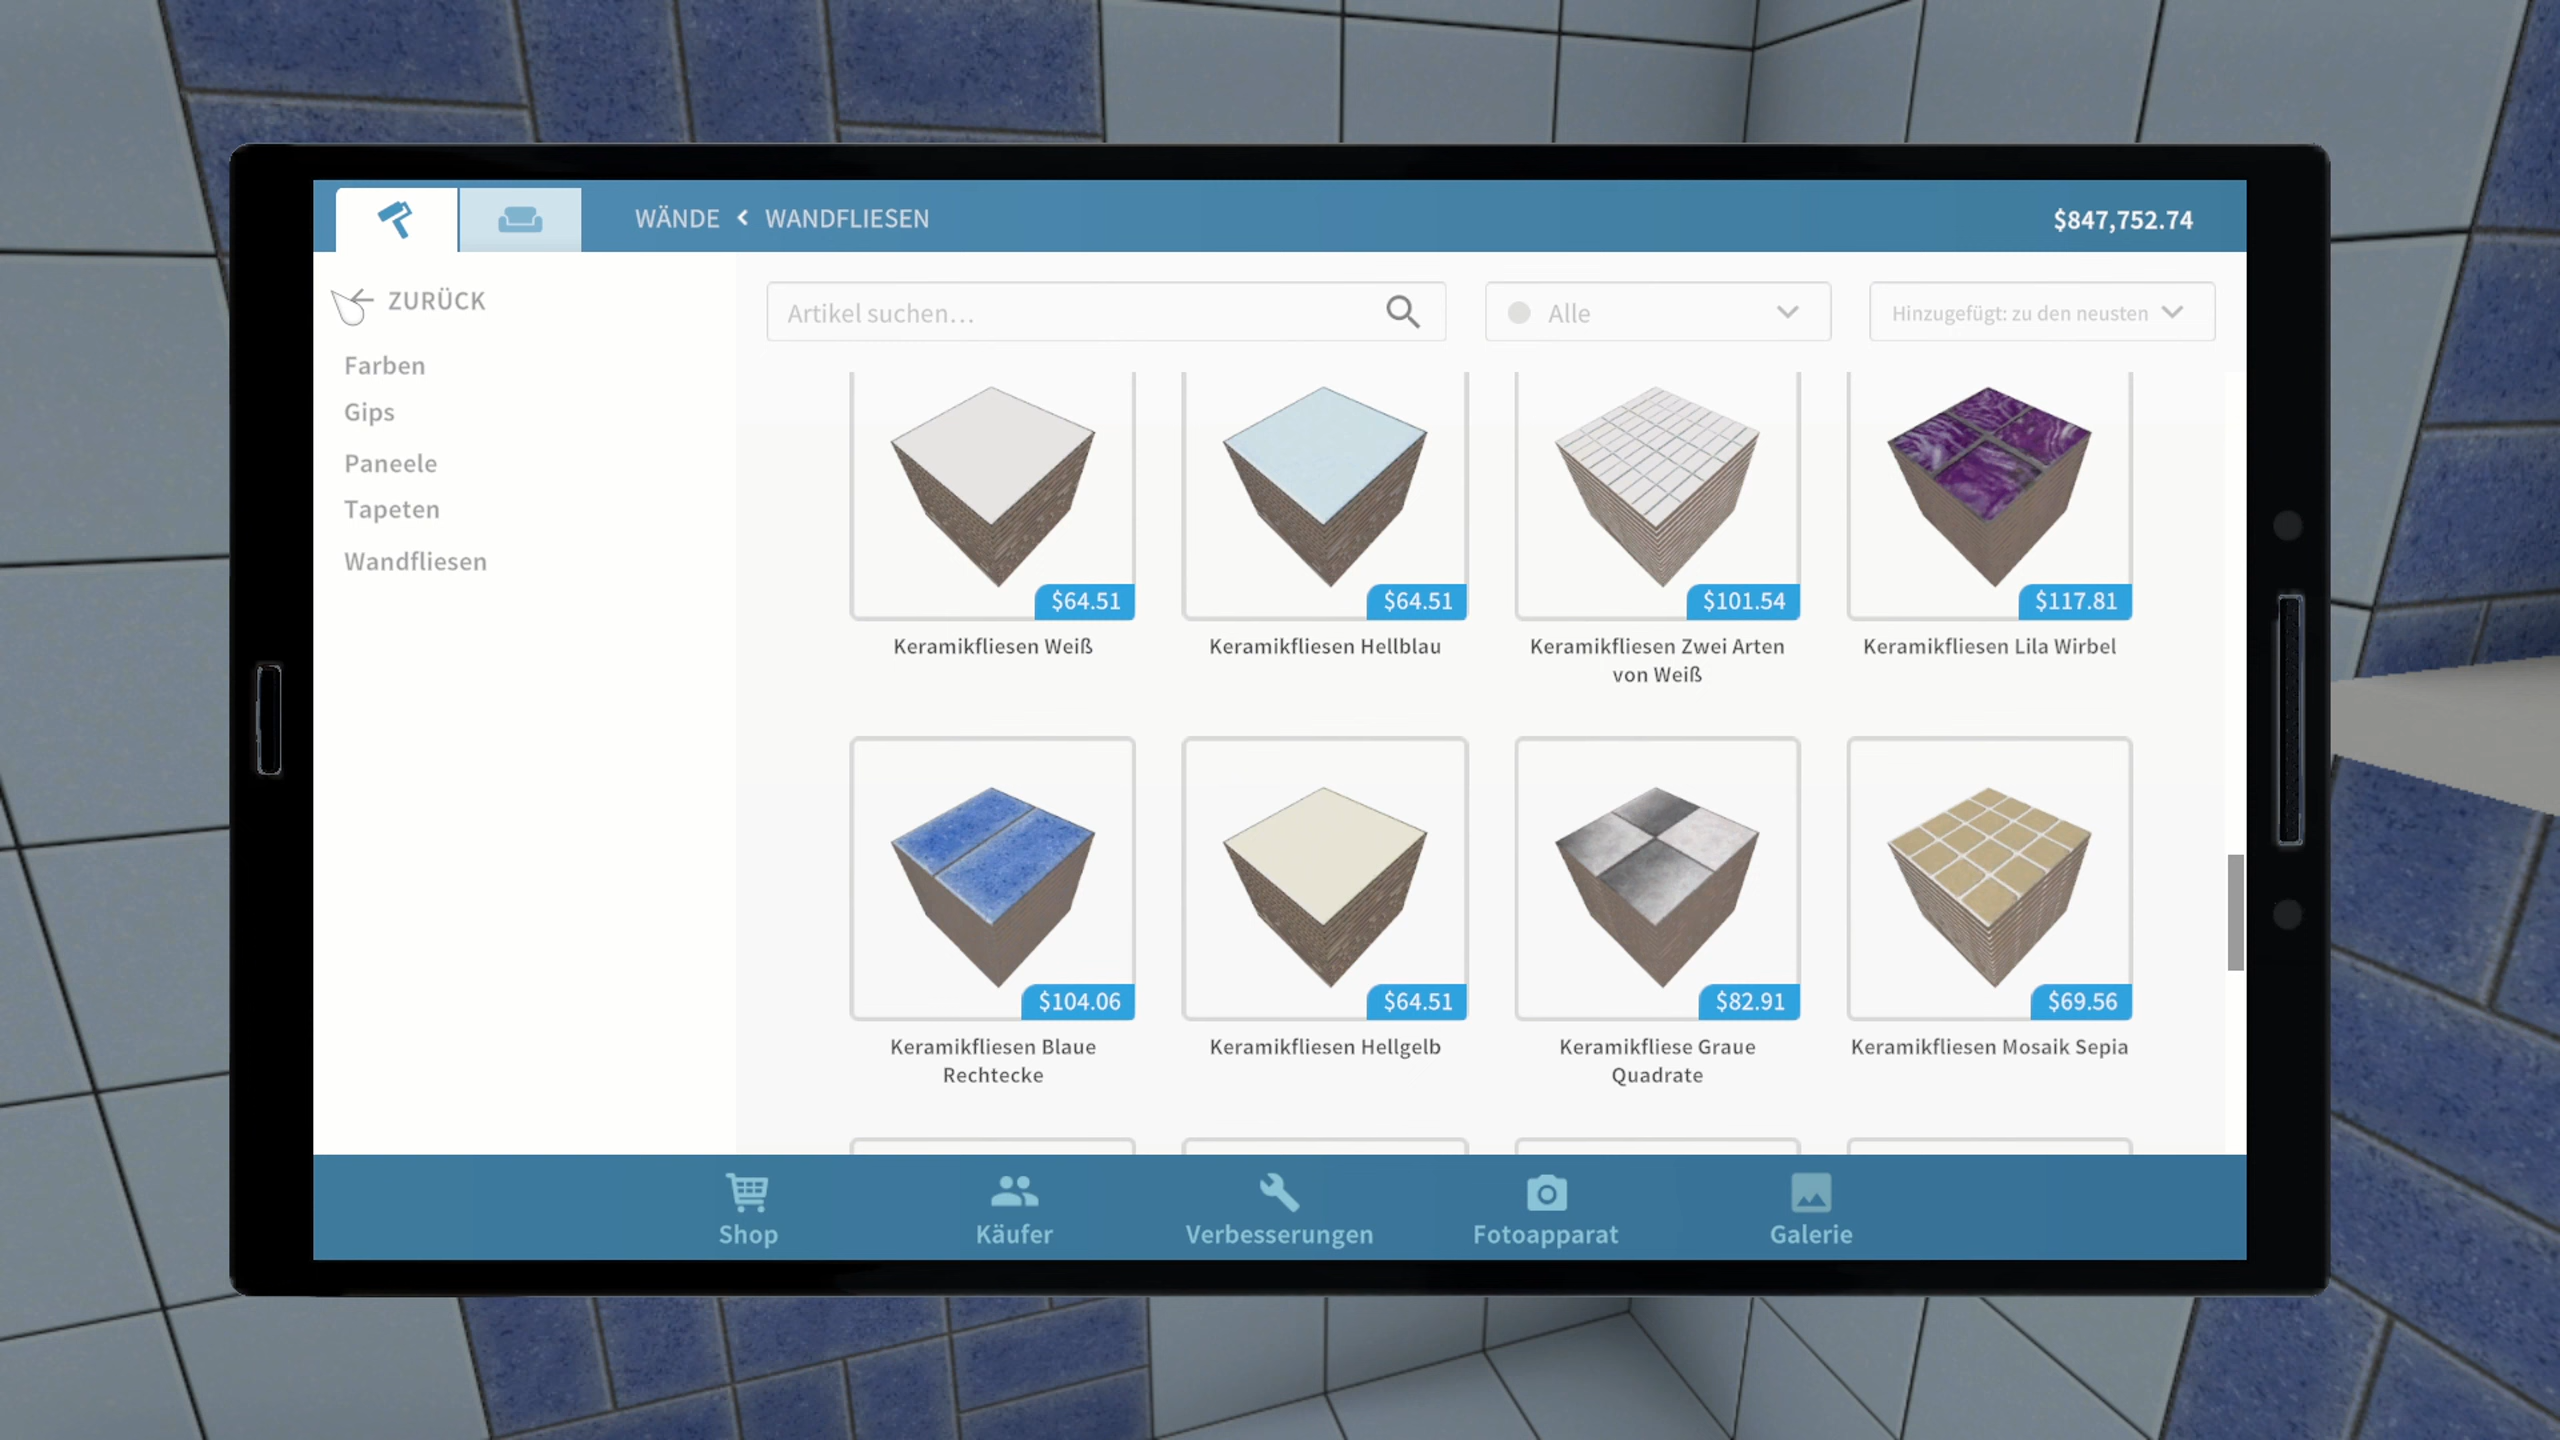 WÄNDE < WANDFLIESEN
$847,752.74
ZURÜCK
Farben
Gips
Paneele
Tapeten
Wandfliesen
Artikel suchen...
Alle
Hinzugefügt: zu den neusten
$64.51
$64.51
$101.54
$117.81
Keramikfliesen Weiß
Keramikfliesen Hellblau
Keramikfliesen Zwei Arten
von Weiß
Keramikfliesen Lila Wirbel
$104.06
$64.51
$82.91
$69.56
Keramikfliesen Blaue
Rechtecke
Keramikfliesen Hellgelb
Keramikfliese Graue
Quadrate
Keramikfliesen Mosaik Sepia
Shop
Käufer
Verbesserungen
Fotoapparat
Galerie